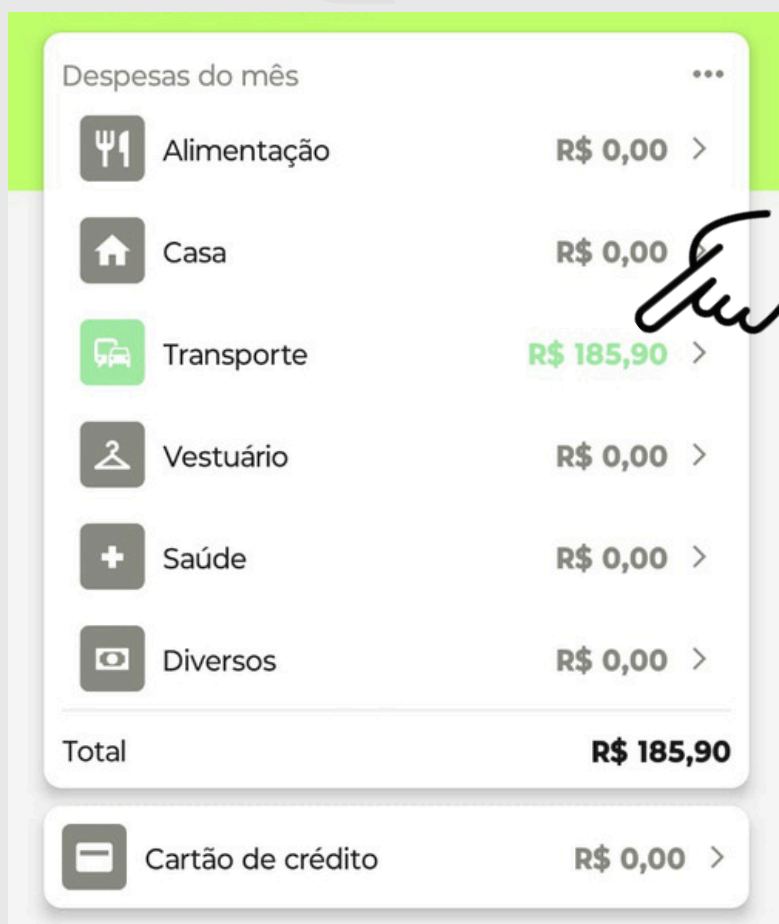 Despesas do mês
Alimentação R$ 0,00
Casa R$ 0,00
Transporte R$ 185,90
Vestuário R$ 0,00
Saúde R$ 0,00
Diversos R$ 0,00
Total R$ 185,90
Cartão de crédito R$ 0,00